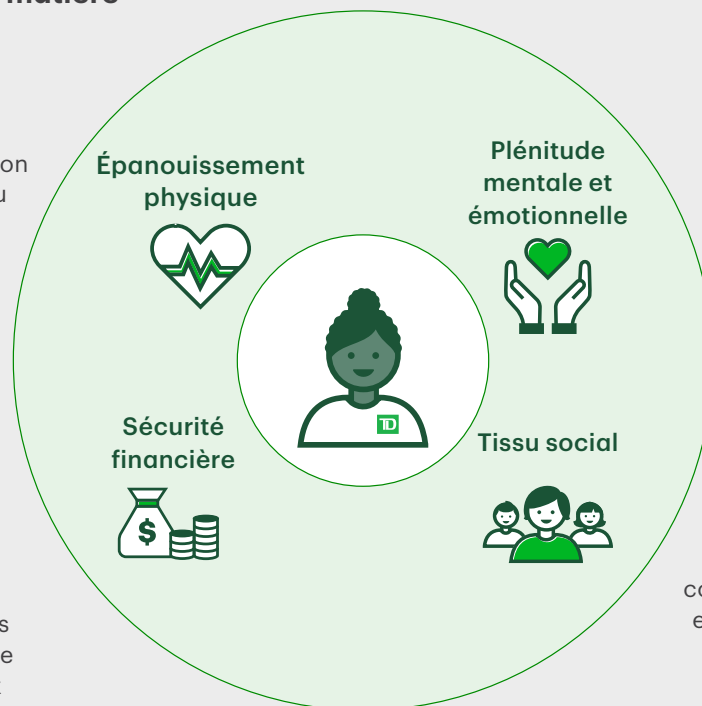 Épanouissement
physique
Plénitude
mentale et
émotionnelle
TD
Sécurité
financière
$
Tissu social